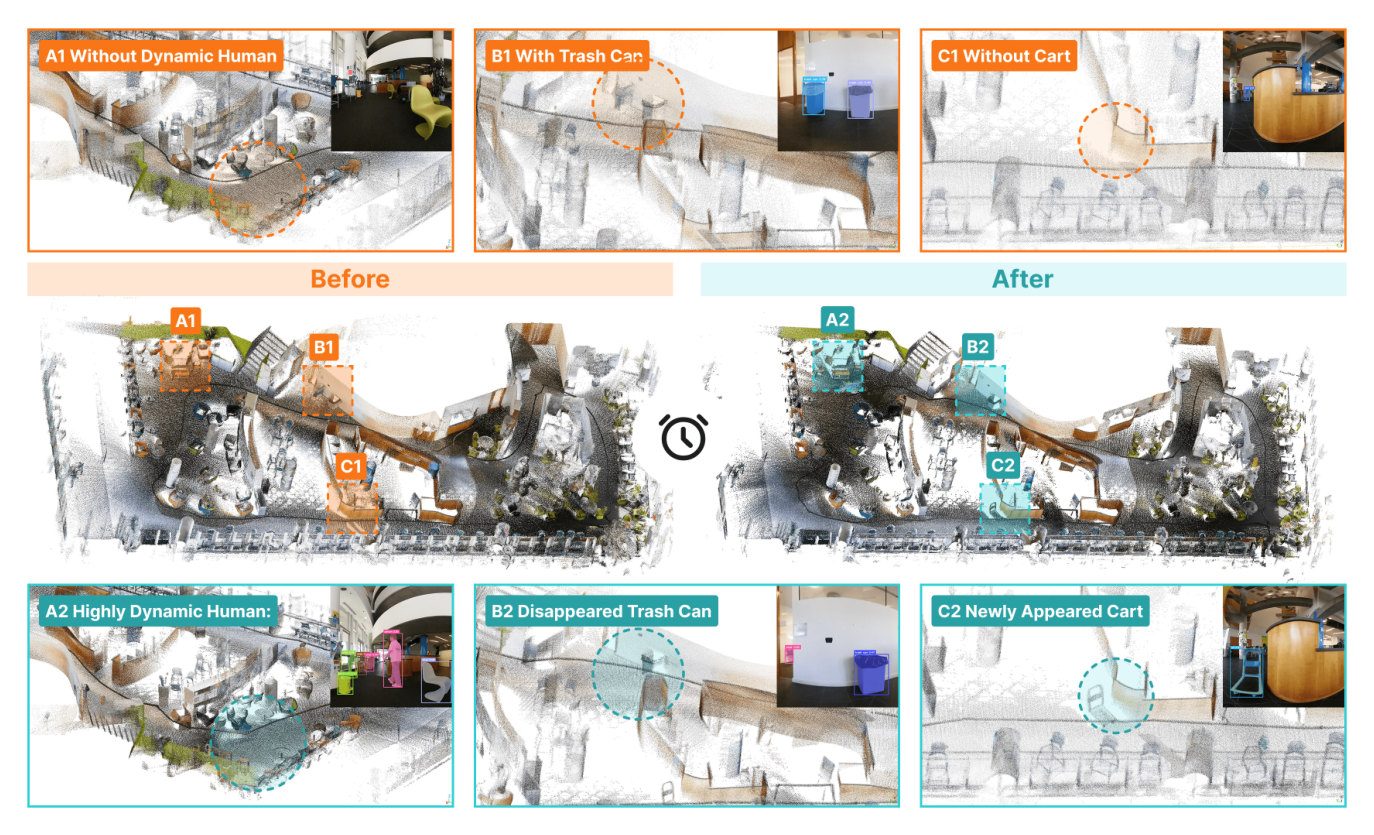 A1 Without Dynamic Human
B1 With Trash Can
C1 Without Cart
Before
After
A1
B1
C1
A2
B2
C2
A2 Highly Dynamic Human:
B2 Disappeared Trash Can
C2 Newly Appeared Cart